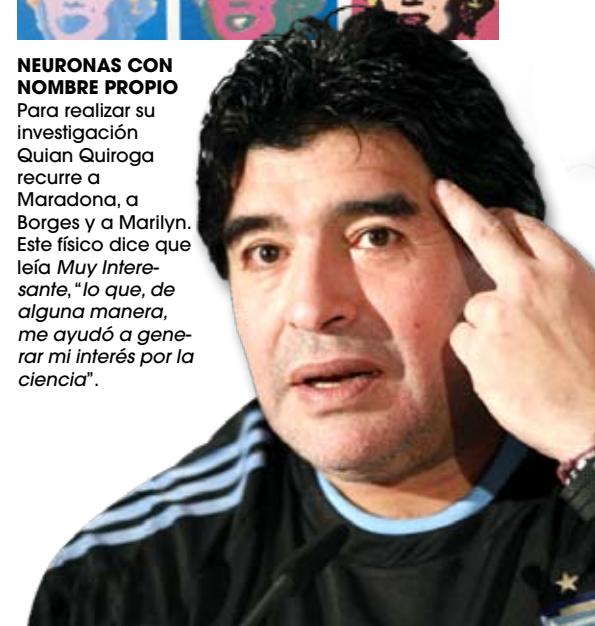 NEURONAS CON
NOMBRE PROPIO
Para realizar su
investigación
Quian Quiroga
recurre a
Maradona, a
Borges y a Marilyn.
Este físico dice que
leía Muy Intere-
sante, “lo que, de
alguna manera,
me ayudó a gene-
rar mi interés por la
ciencia”.